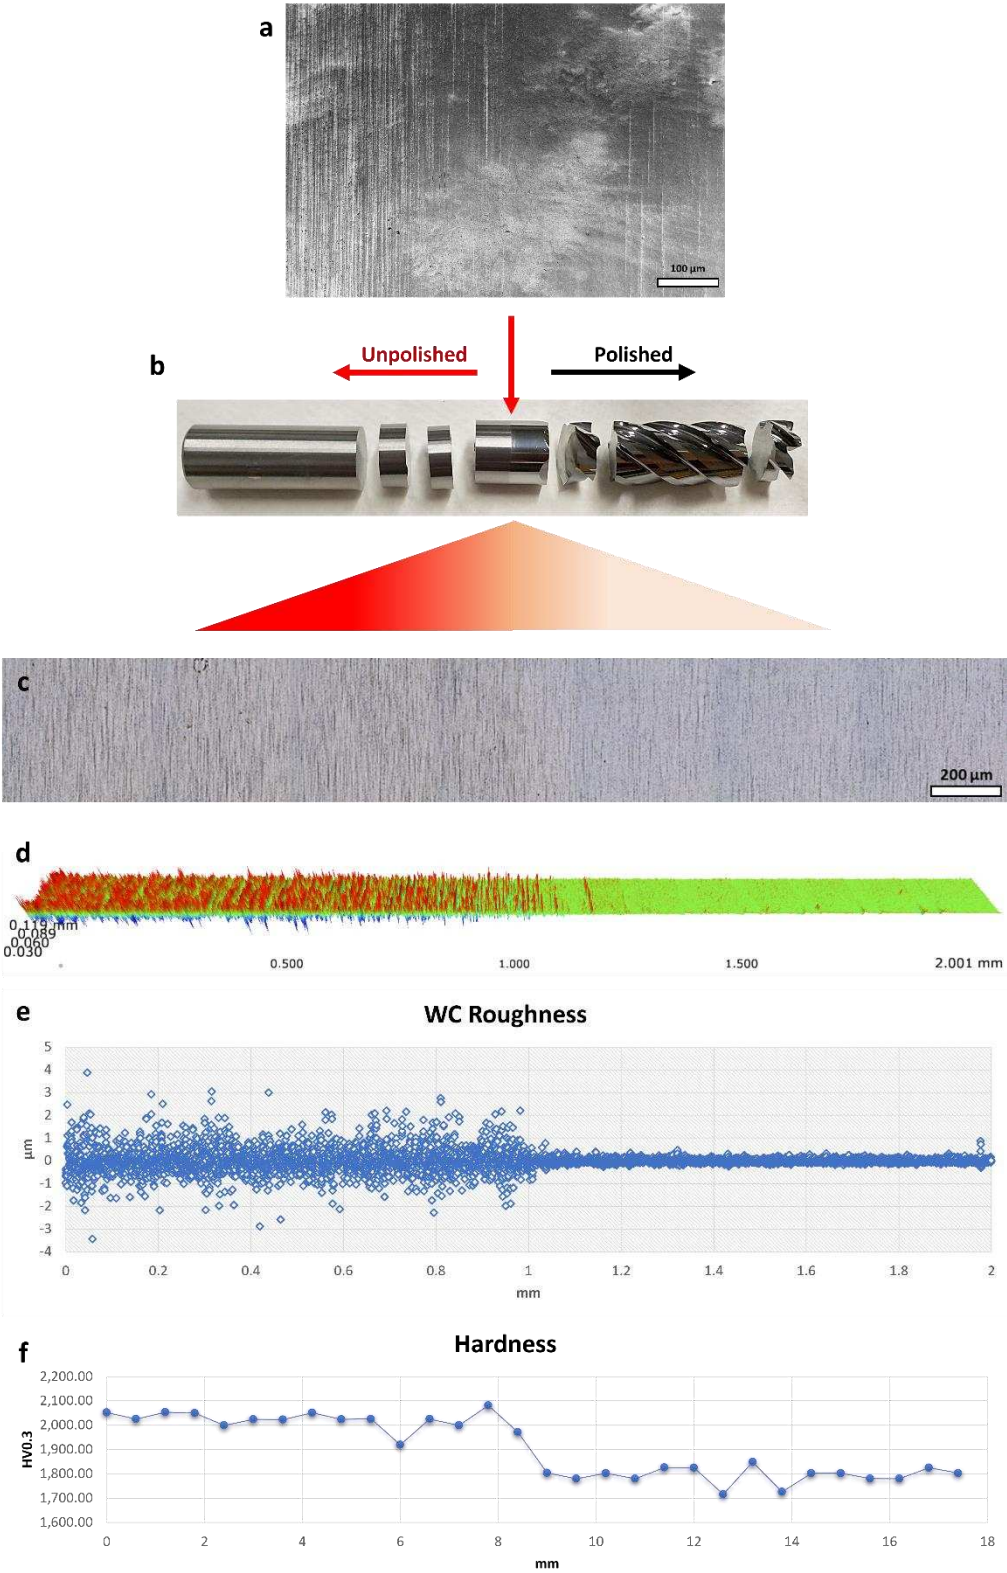 a
100 µm
Unpolished
Polished
b
c
200 µm
d
0.119 mm
0.089
0.060
0.030
0.500
1.000
1.500
2.001 mm
e
WC Roughness
5
4
3
2
1
0
-1
-2
-3
-4
µm
0
0.2
0.4
0.6
0.8
1
1.2
1.4
1.6
1.8
2
mm
f
Hardness
2,200.00
2,100.00
2,000.00
1,900.00
1,800.00
1,700.00
1,600.00
HV0.3
0
2
4
6
8
10
12
14
16
18
mm